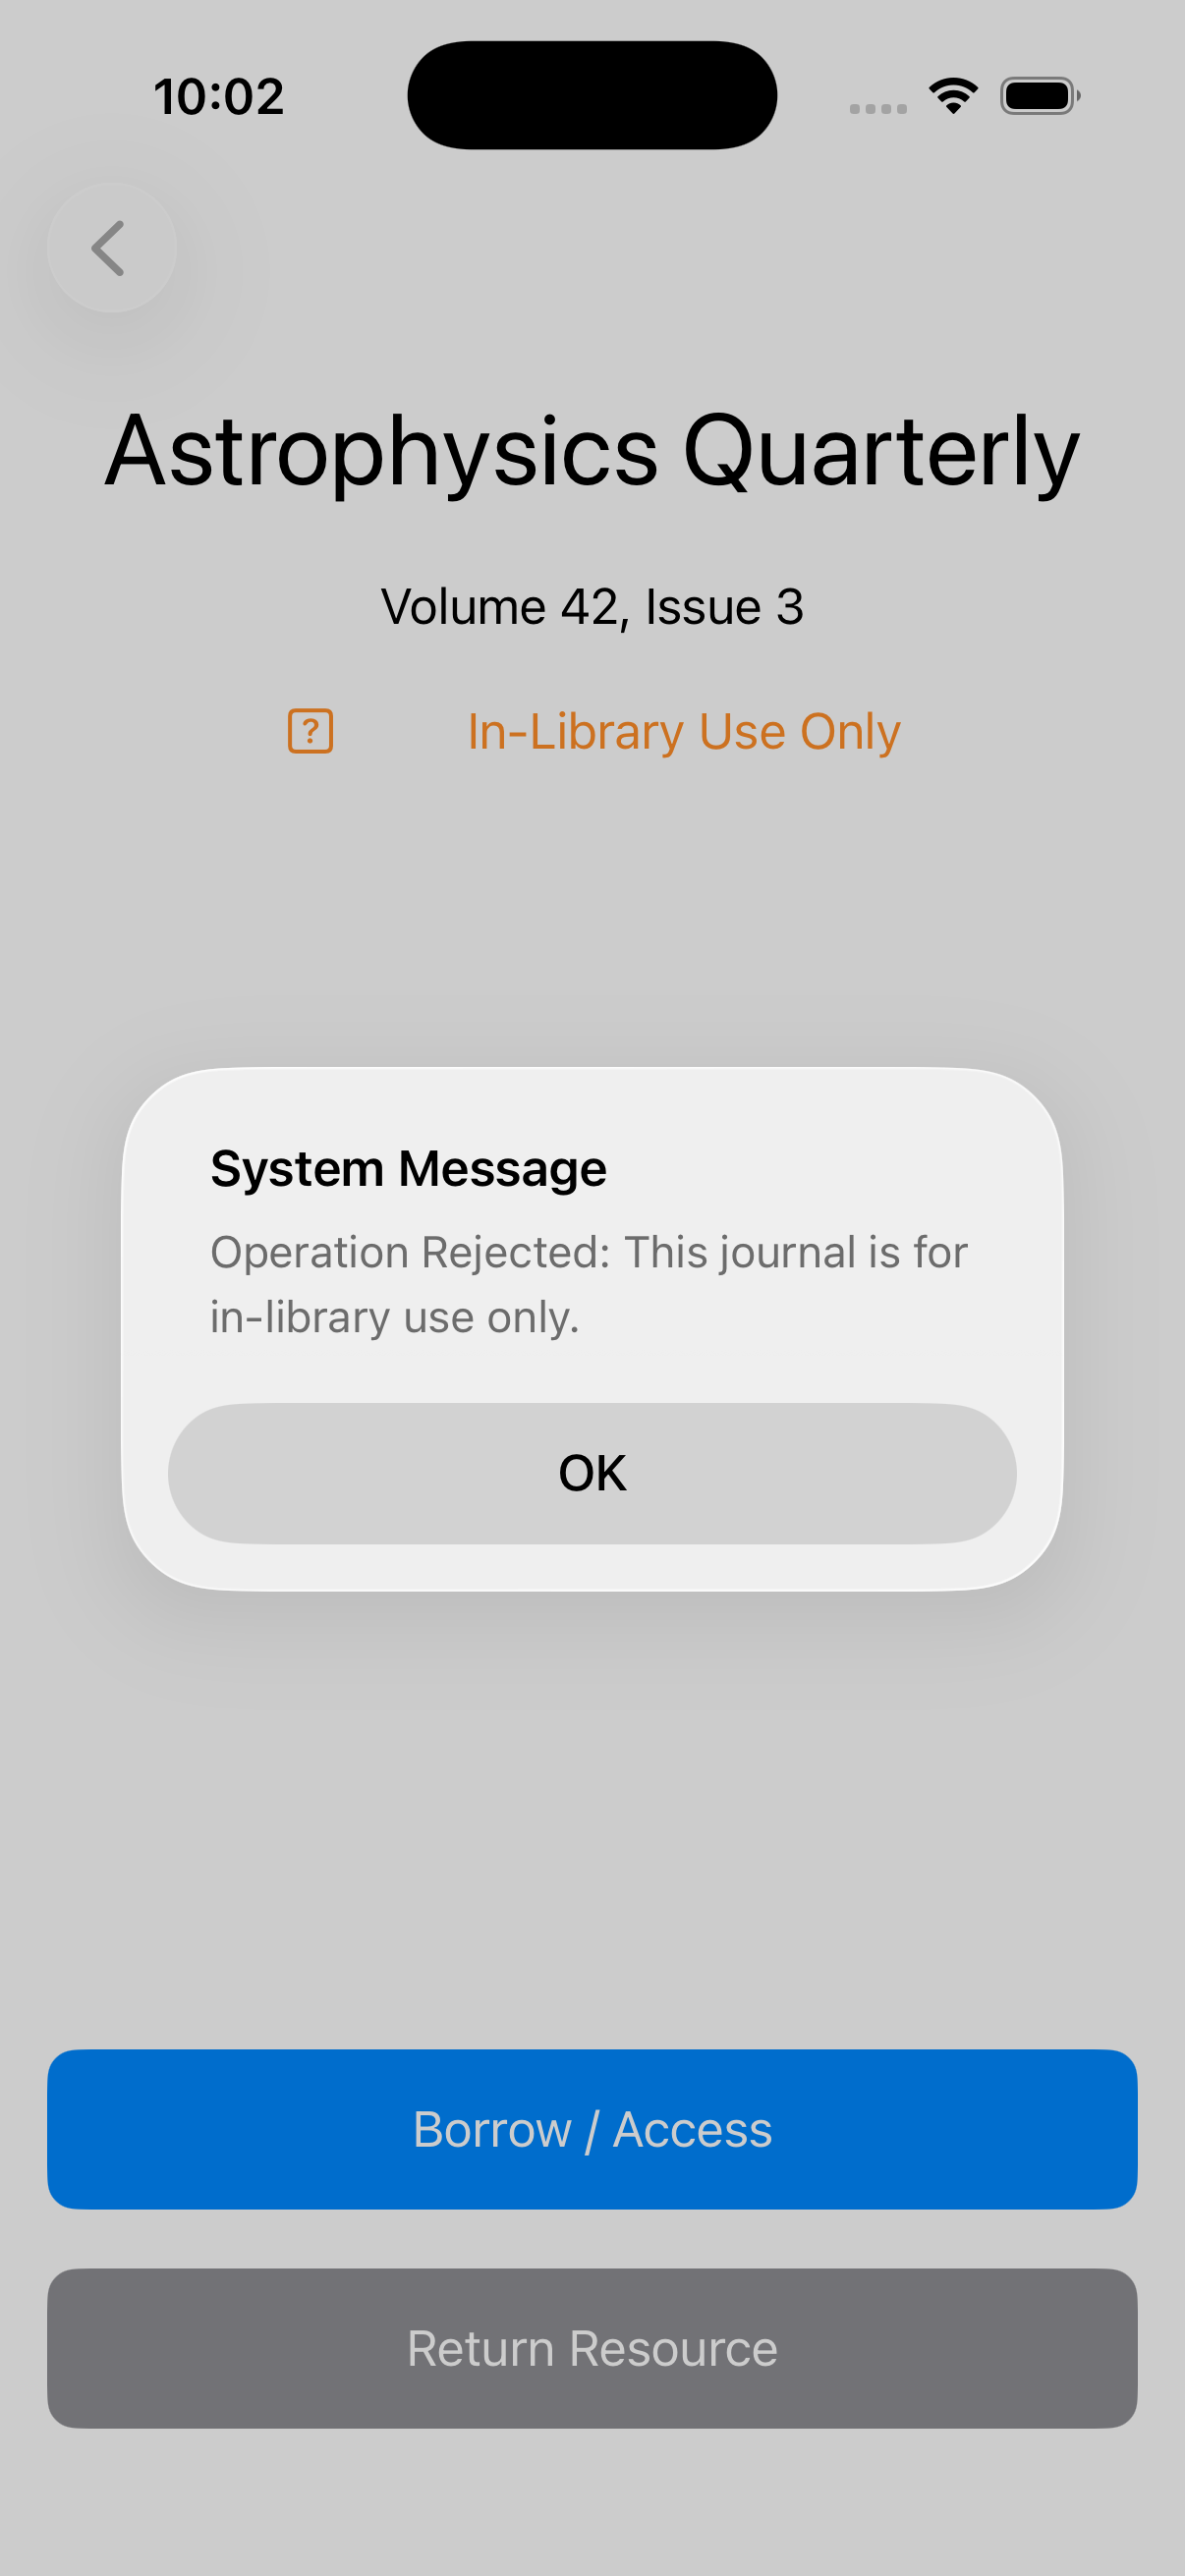 10:02
Astrophysics Quarterly
Volume 42, Issue 3
? In-Library Use Only
System Message
Operation Rejected: This journal is for
in-library use only.
OK
Borrow / Access
Return Resource